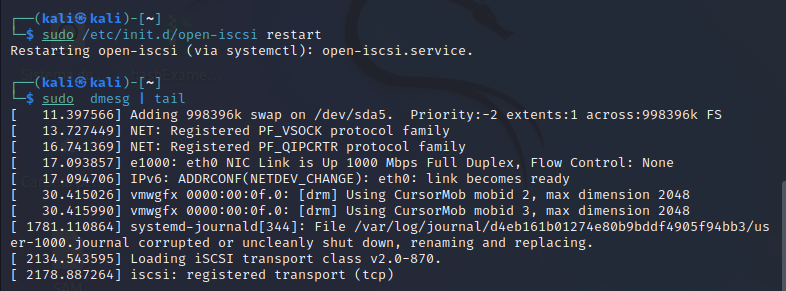 ┌──(kali㉿kali)-[~]
└─$ sudo /etc/init.d/open-iscsi restart
Restarting open-iscsi (via systemctl): open-iscsi.service.
┌──(kali㉿kali)-[~]
└─$ sudo  dmesg | tail
[   11.397566] Adding 998396k swap on /dev/sda5.  Priority:-2 extents:1 across:998396k FS
[   13.727449] NET: Registered PF_VSOCK protocol family
[   16.741369] NET: Registered PF_QIPCRTR protocol family
[   17.093857] e1000: eth0 NIC Link is Up 1000 Mbps Full Duplex, Flow Control: None
[   17.094706] IPv6: ADDRCONF(NETDEV_CHANGE): eth0: link becomes ready
[   30.415026] vmwgfx 0000:00:0f.0: [drm] Using CursorMob mobid 2, max dimension 2048
[   30.415990] vmwgfx 0000:00:0f.0: [drm] Using CursorMob mobid 3, max dimension 2048
[ 1781.110864] systemd-journald[344]: File /var/log/journal/d4eb161b01274e80b9bddf4905f94bb3/us
er-1000.journal corrupted or uncleanly shut down, renaming and replacing.
[ 2134.543595] Loading iSCSI transport class v2.0-870.
[ 2178.887264] iscsi: registered transport (tcp)